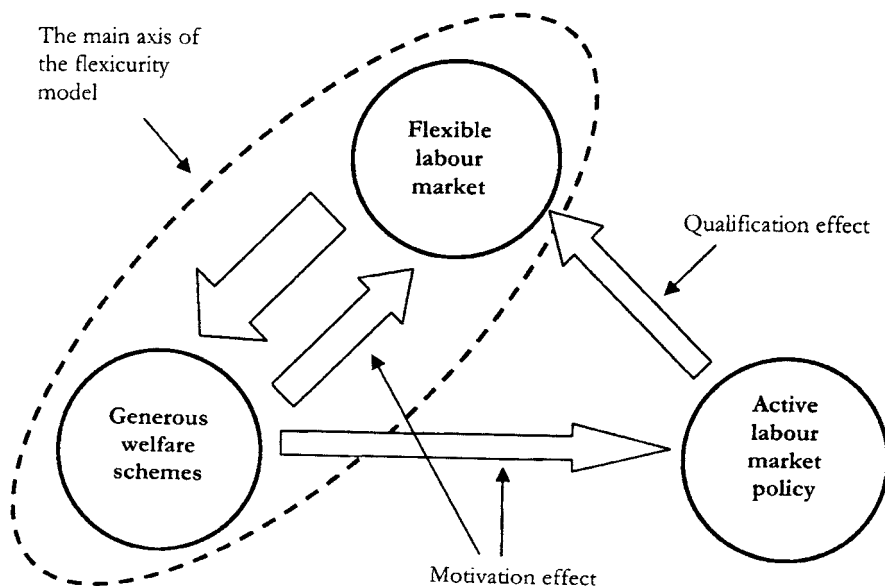 The main axis of
the flexicurity
model
Flexible
labour
market
Qualification effect
Generous
welfare
schemes
Active
labour
market
policy
Motivation effect